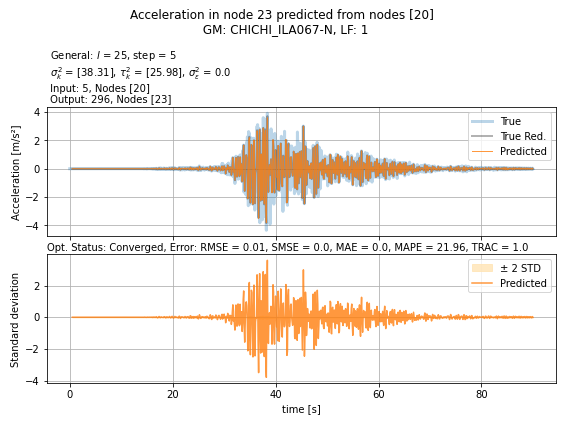 Acceleration in node 23 predicted from nodes [20]
GM: CHICHI_ILA067-N, LF: 1
General: l = 25, step = 5
σ²ₖ = [38.31], τ²ₖ = [25.98], σ²ε = 0.0
Input: 5, Nodes [20]
Output: 296, Nodes [23]
Acceleration [m/s²]
4
2
0
−2
−4
True
True Red.
Predicted
Opt. Status: Converged, Error: RMSE = 0.01, SMSE = 0.0, MAE = 0.0, MAPE = 21.96, TRAC = 1.0
Standard deviation
2
0
−2
−4
± 2 STD
Predicted
0
20
40
60
80
time [s]